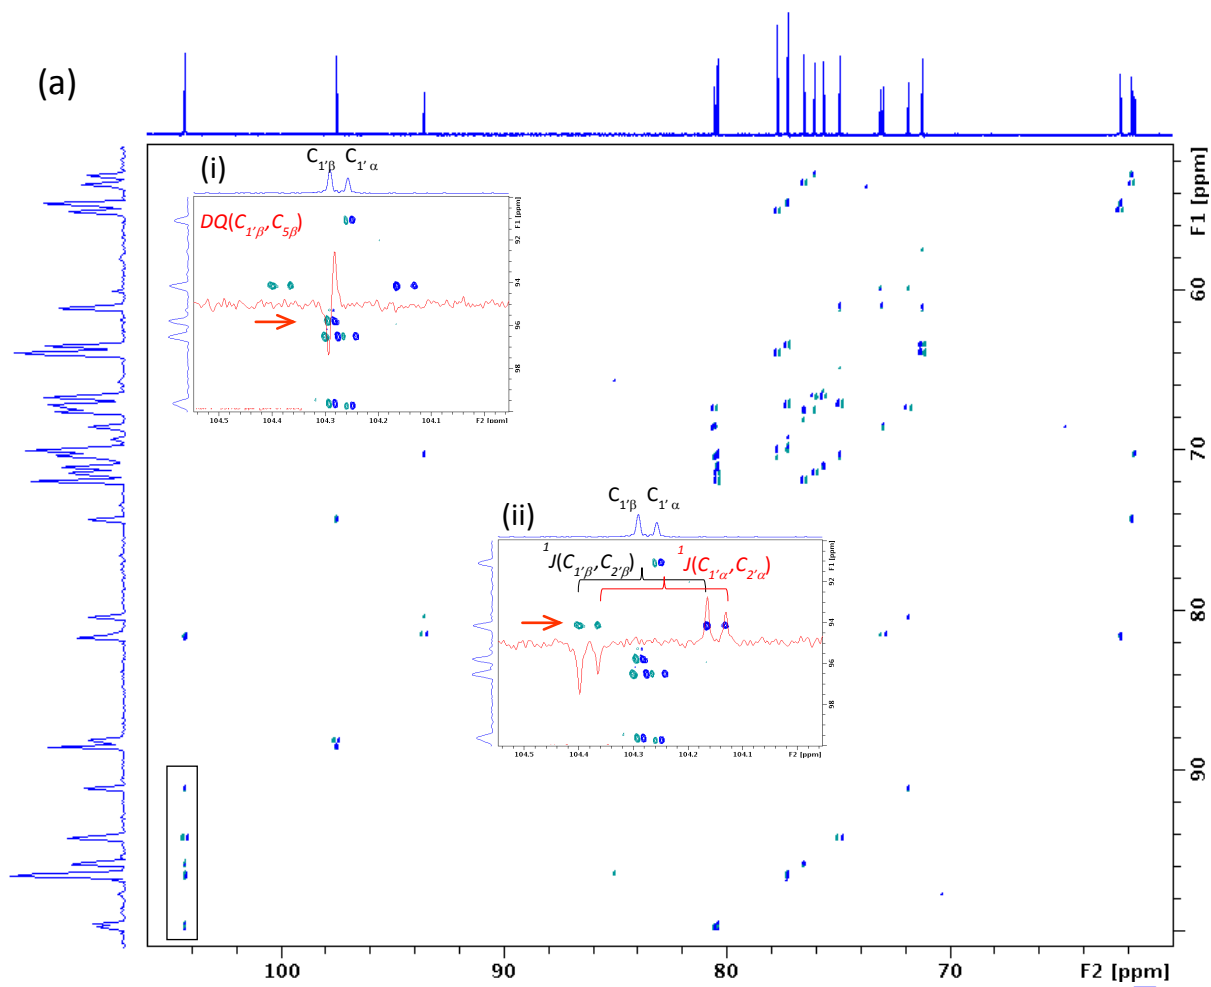 (a)
(i)
C1'β C1'α
DQ(C1'β,C5β)
F1 [ppm]
92
94
96
98
104.5 104.4 104.3 104.2 104.1 F2 [ppm]
(ii)
C1'β C1'α
1J(C1'β,C2'β) 1J(C1'α,C2'α)
F1 [ppm]
92
94
96
98
104.5 104.4 104.3 104.2 104.1 F2 [ppm]
F1 [ppm]
60
70
80
90
100 90 80 70 F2 [ppm]